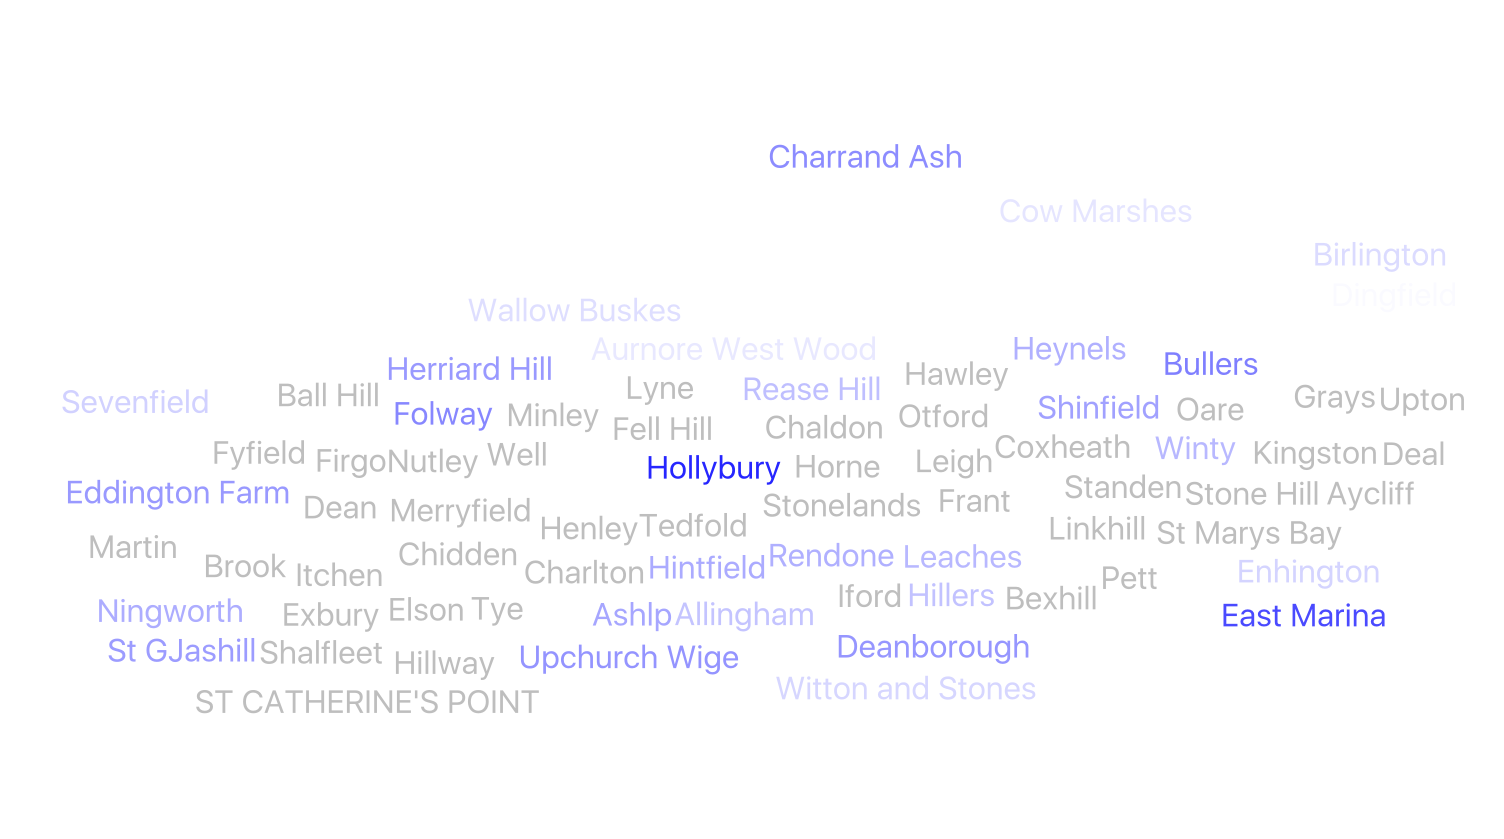 Charrand Ash
Cow Marshes
Birlington
Dingfield
Wallow Buskes
Aurnore West Wood
Heynels
Herriard Hill
Bullers
Hawley
Lyne
Rease Hill
Ball Hill
Sevenfield
Grays
Upton
Folway
Minley
Otford
Shinfield
Oare
Fell Hill
Chaldon
Coxheath
Winty
Fyfield
Firgo
Nutley
Well
Kingston
Deal
Hollybury
Horne
Leigh
Eddington Farm
Standen
Stone Hill
Aycliff
Dean
Merryfield
Stonelands
Frant
Henley
Tedfold
Linkhill
St Marys Bay
Martin
Chidden
Rendone
Leaches
Brook
Itchen
Charlton
Hintfield
Pett
Enhington
Iford
Hillers
Bexhill
Ningworth
Exbury
Elson
Tye
Ashlp
Allingham
East Marina
St GJashill
Shalfleet
Hillway
Upchurch Wige
Deanborough
Witton and Stones
ST CATHERINE'S POINT